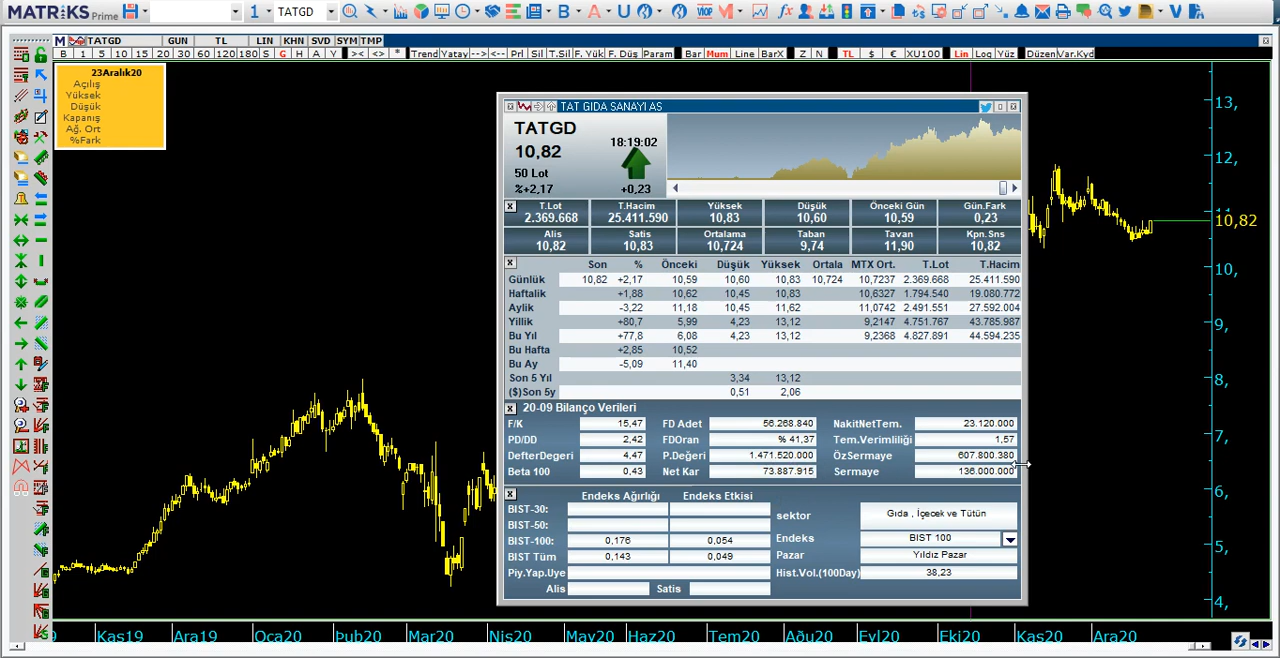 MATRİKS Prime 1 TATGD B A U VIOP M fx V
M TATGD GUN TL LIN KHN SVD SYM TMP
B 1 5 10 15 20 30 60 120 180 S G H A Y >< <> * Trend Yatay --> <-- Prl Sil T.Sil F. Yük F. Düş Param Bar Mum Line BarX Z N TL $ € XU100 Lin Log Yüz Düzen Var.Kyd
23Aralık20
Açılış
Yüksek
Düşük
Kapanış
Ağ. Ort
%Fark
TAT GIDA SANAYI AS
TATGD
10,82
18:19:02
50 Lot
%+2,17 +0,23
T.Lot T.Hacim Yüksek Düşük Önceki Gün Gün.Fark
2.369.668 25.411.590 10,83 10,60 10,59 0,23
Alis Satis Ortalama Taban Tavan Kpn.Sns
10,82 10,83 10,724 9,74 11,90 10,82
Son % Önceki Düşük Yüksek Ortala MTX Ort. T.Lot T.Hacim
Günlük 10,82 +2,17 10,59 10,60 10,83 10,724 10,7237 2.369.668 25.411.590
Haftalik +1,88 10,62 10,45 10,83 10,6327 1.794.540 19.080.772
Aylik -3,22 11,18 10,45 11,62 11,0742 2.491.551 27.592.004
Yillik +80,7 5,99 4,23 13,12 9,2147 4.751.767 43.785.987
Bu Yıl +77,8 6,08 4,23 13,12 9,2368 4.827.891 44.594.235
Bu Hafta +2,85 10,52
Bu Ay -5,09 11,40
Son 5 Yıl 3,34 13,12
($)Son 5y 0,51 2,06
20-09 Bilanço Verileri
F/K 15,47 FD Adet 56.268.840 NakitNetTem. 23.120.000
PD/DD 2,42 FDOran % 41,37 Tem.Verimliliği 1,57
DefterDegeri 4,47 P.Değeri 1.471.520.000 ÖzSermaye 607.800.380
Beta 100 0,43 Net Kar 73.887.915 Sermaye 136.000.000
Endeks Ağırlığı Endeks Etkisi
BIST-30: sektor Gıda , İçecek ve Tütün
BIST-50:
BIST-100: 0,176 0,054 Endeks BIST 100
BIST Tüm 0,143 0,049 Pazar Yıldız Pazar
Piy.Yap.Uye Hist.Vol.(100Day) 38,23
Alis Satis
13,
12,
11,
10,82
10,
9,
8,
7,
6,
5,
4,
Kas19 Ara19 Oca20 Þub20 Mar20 Nis20 May20 Haz20 Tem20 Aðu20 Eyl20 Eki20 Kas20 Ara20